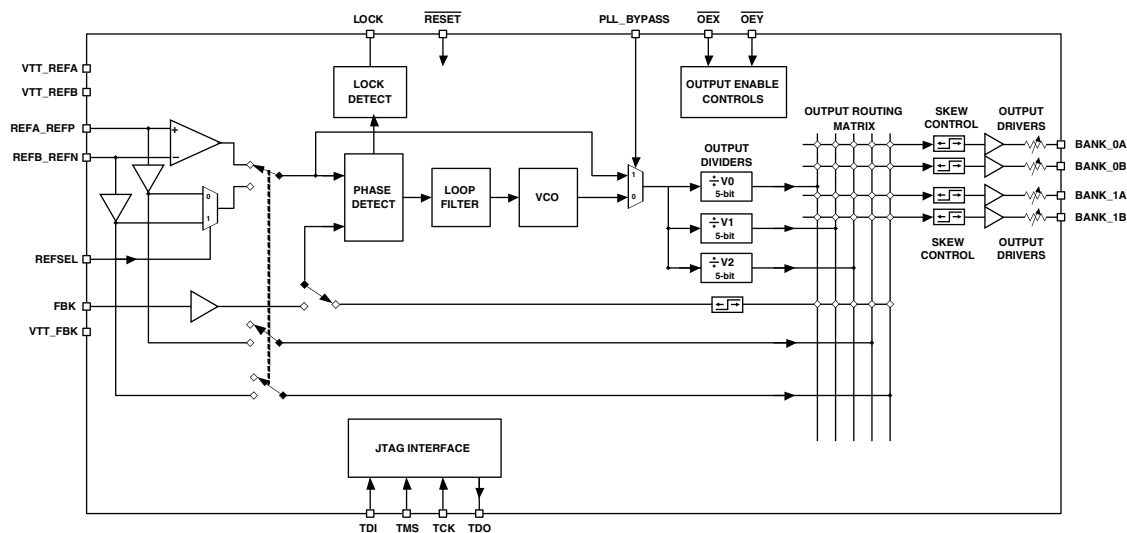 LOCK
RESET
PLL_BYPASS
OEX
OEY
VTT_REFA
VTT_REFB
REFA_REFP
REFB_REFN
REFSEL
FBK
VTT_FBK
+
–
0
1
LOCK
DETECT
PHASE
DETECT
LOOP
FILTER
VCO
1
0
OUTPUT ENABLE
CONTROLS
OUTPUT
DIVIDERS
÷V0
5-bit
÷V1
5-bit
÷V2
5-bit
OUTPUT ROUTING
MATRIX
SKEW
CONTROL
OUTPUT
DRIVERS
BANK_0A
BANK_0B
BANK_1A
BANK_1B
SKEW
CONTROL
OUTPUT
DRIVERS
JTAG INTERFACE
TDI
TMS
TCK
TDO